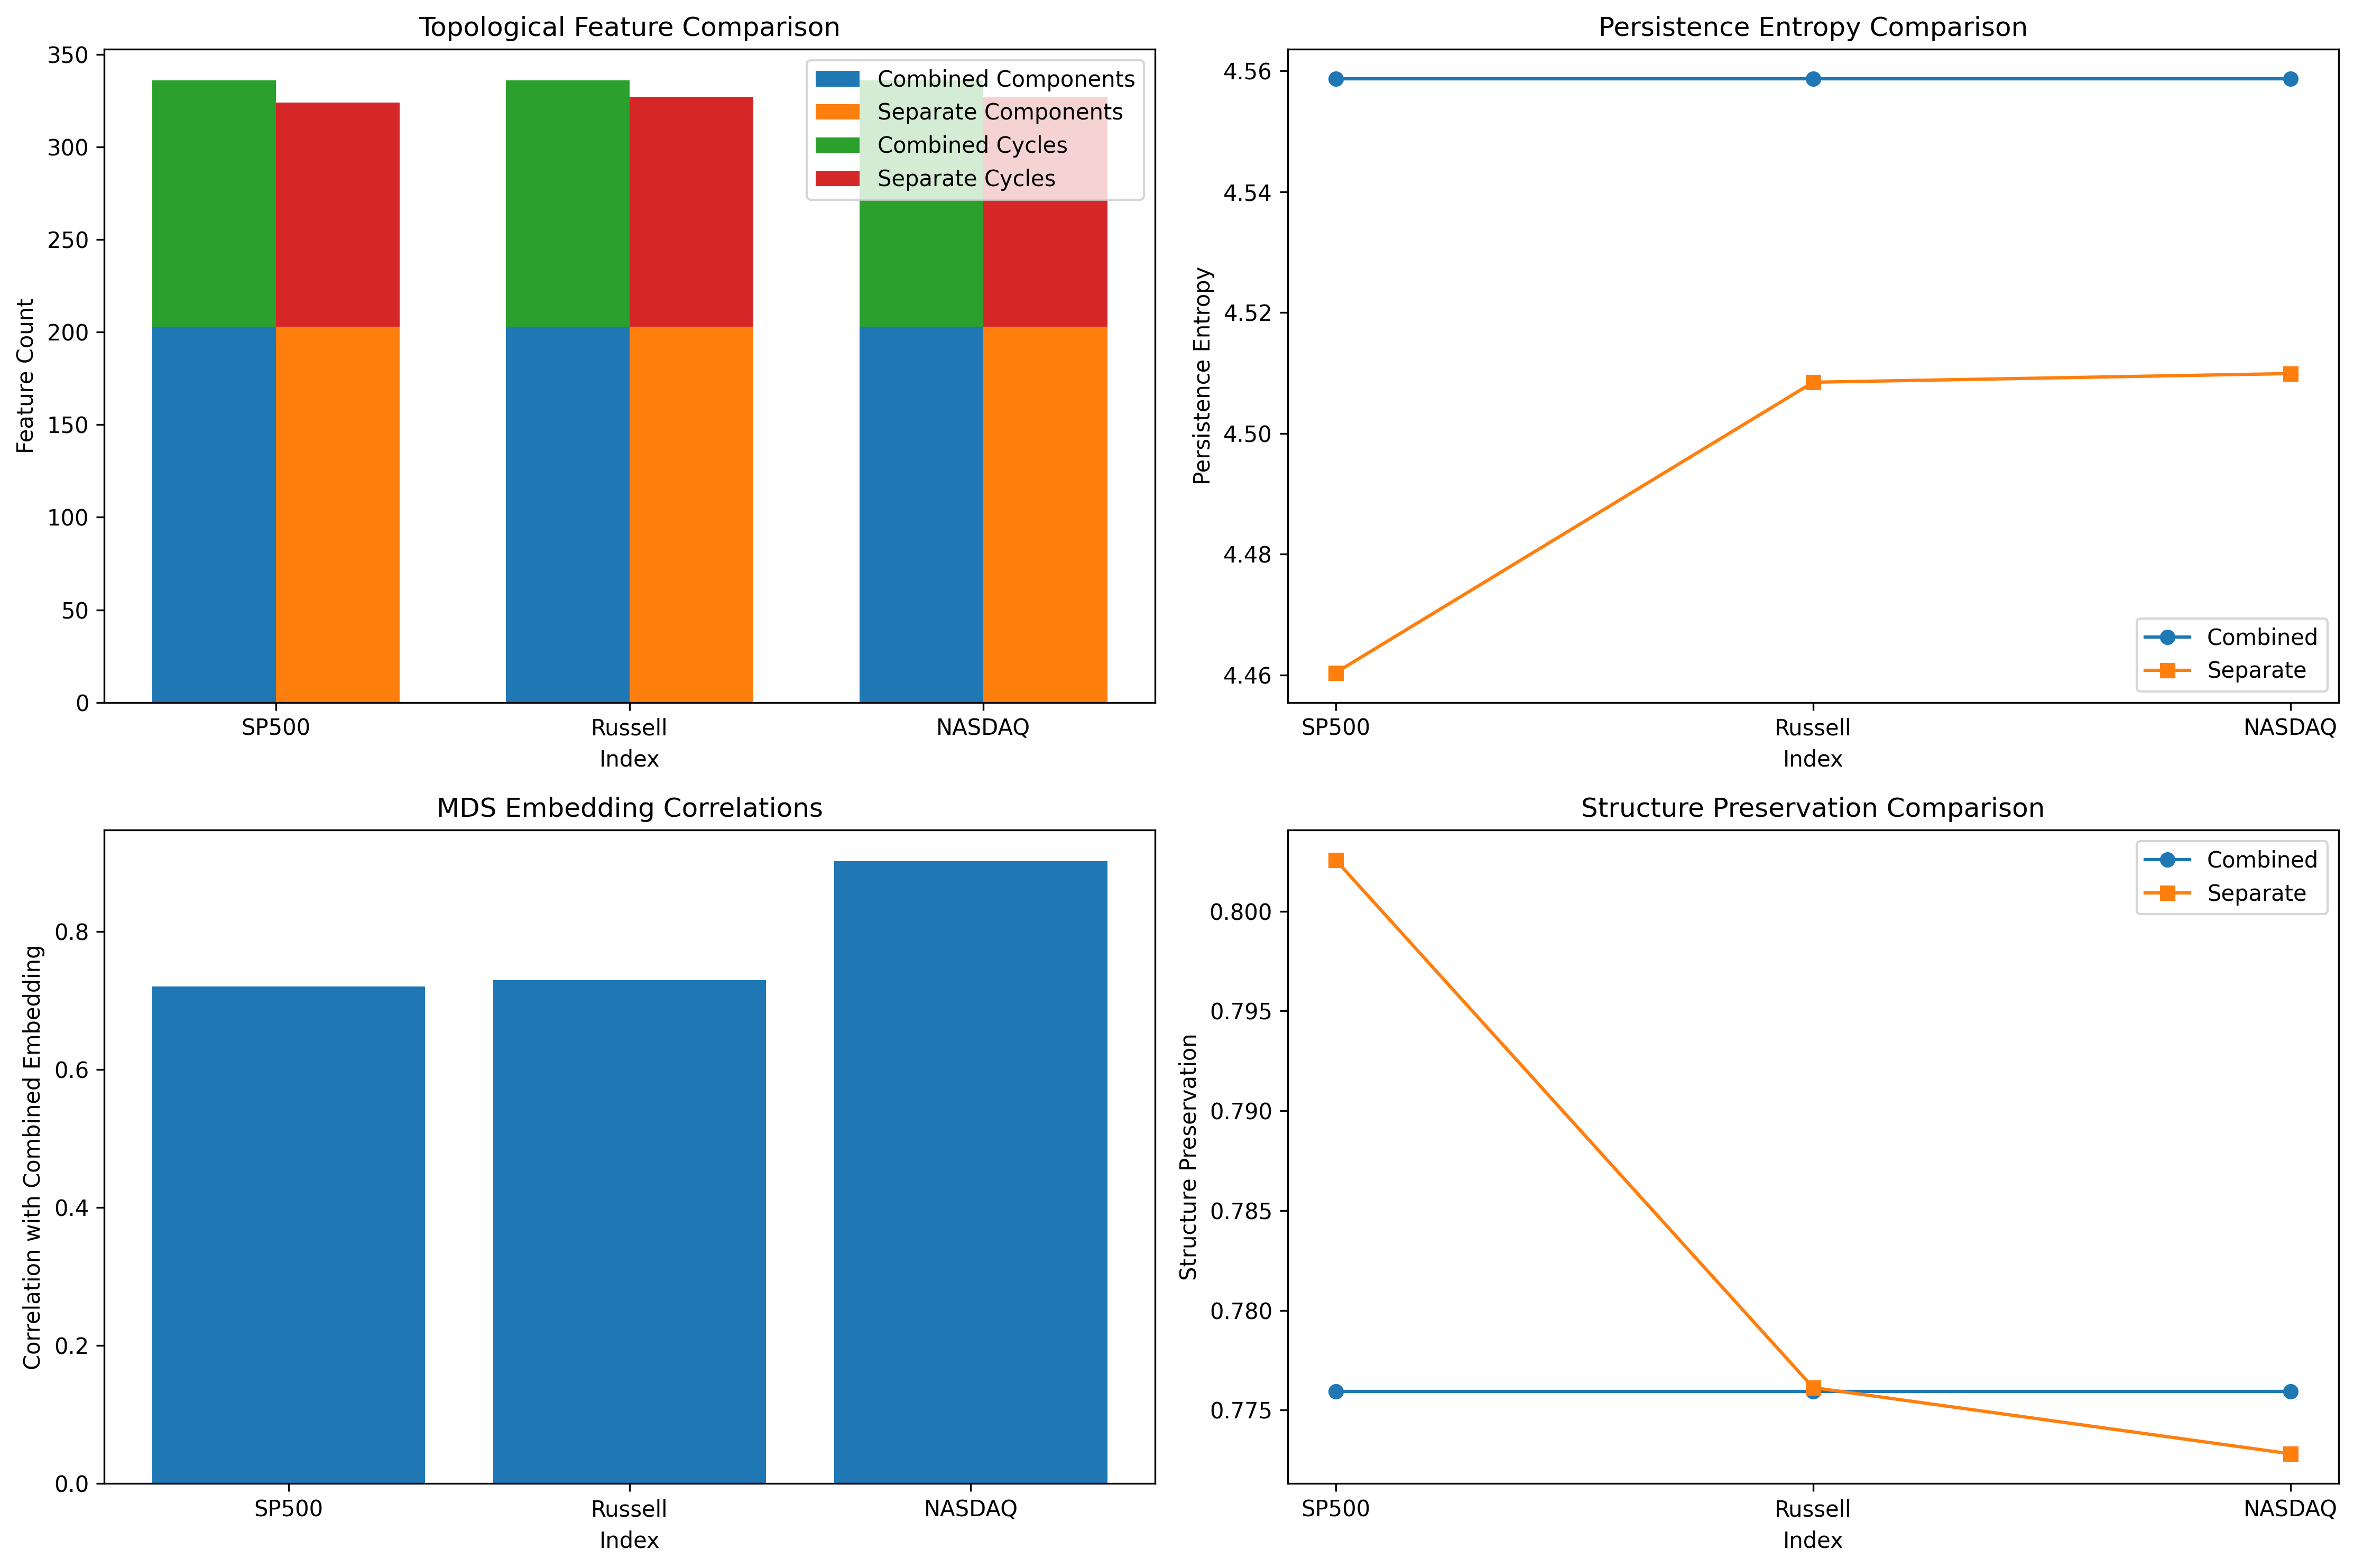 Topological Feature Comparison
350
300
250
200
150
100
50
0
Feature Count
Combined Components
Separate Components
Combined Cycles
Separate Cycles
SP500
Russell
NASDAQ
Index
Persistence Entropy Comparison
4.56
4.54
4.52
4.50
4.48
4.46
Persistence Entropy
Combined
Separate
SP500
Russell
NASDAQ
Index
MDS Embedding Correlations
0.8
0.6
0.4
0.2
0.0
Correlation with Combined Embedding
SP500
Russell
NASDAQ
Index
Structure Preservation Comparison
0.800
0.795
0.790
0.785
0.780
0.775
Structure Preservation
Combined
Separate
SP500
Russell
NASDAQ
Index